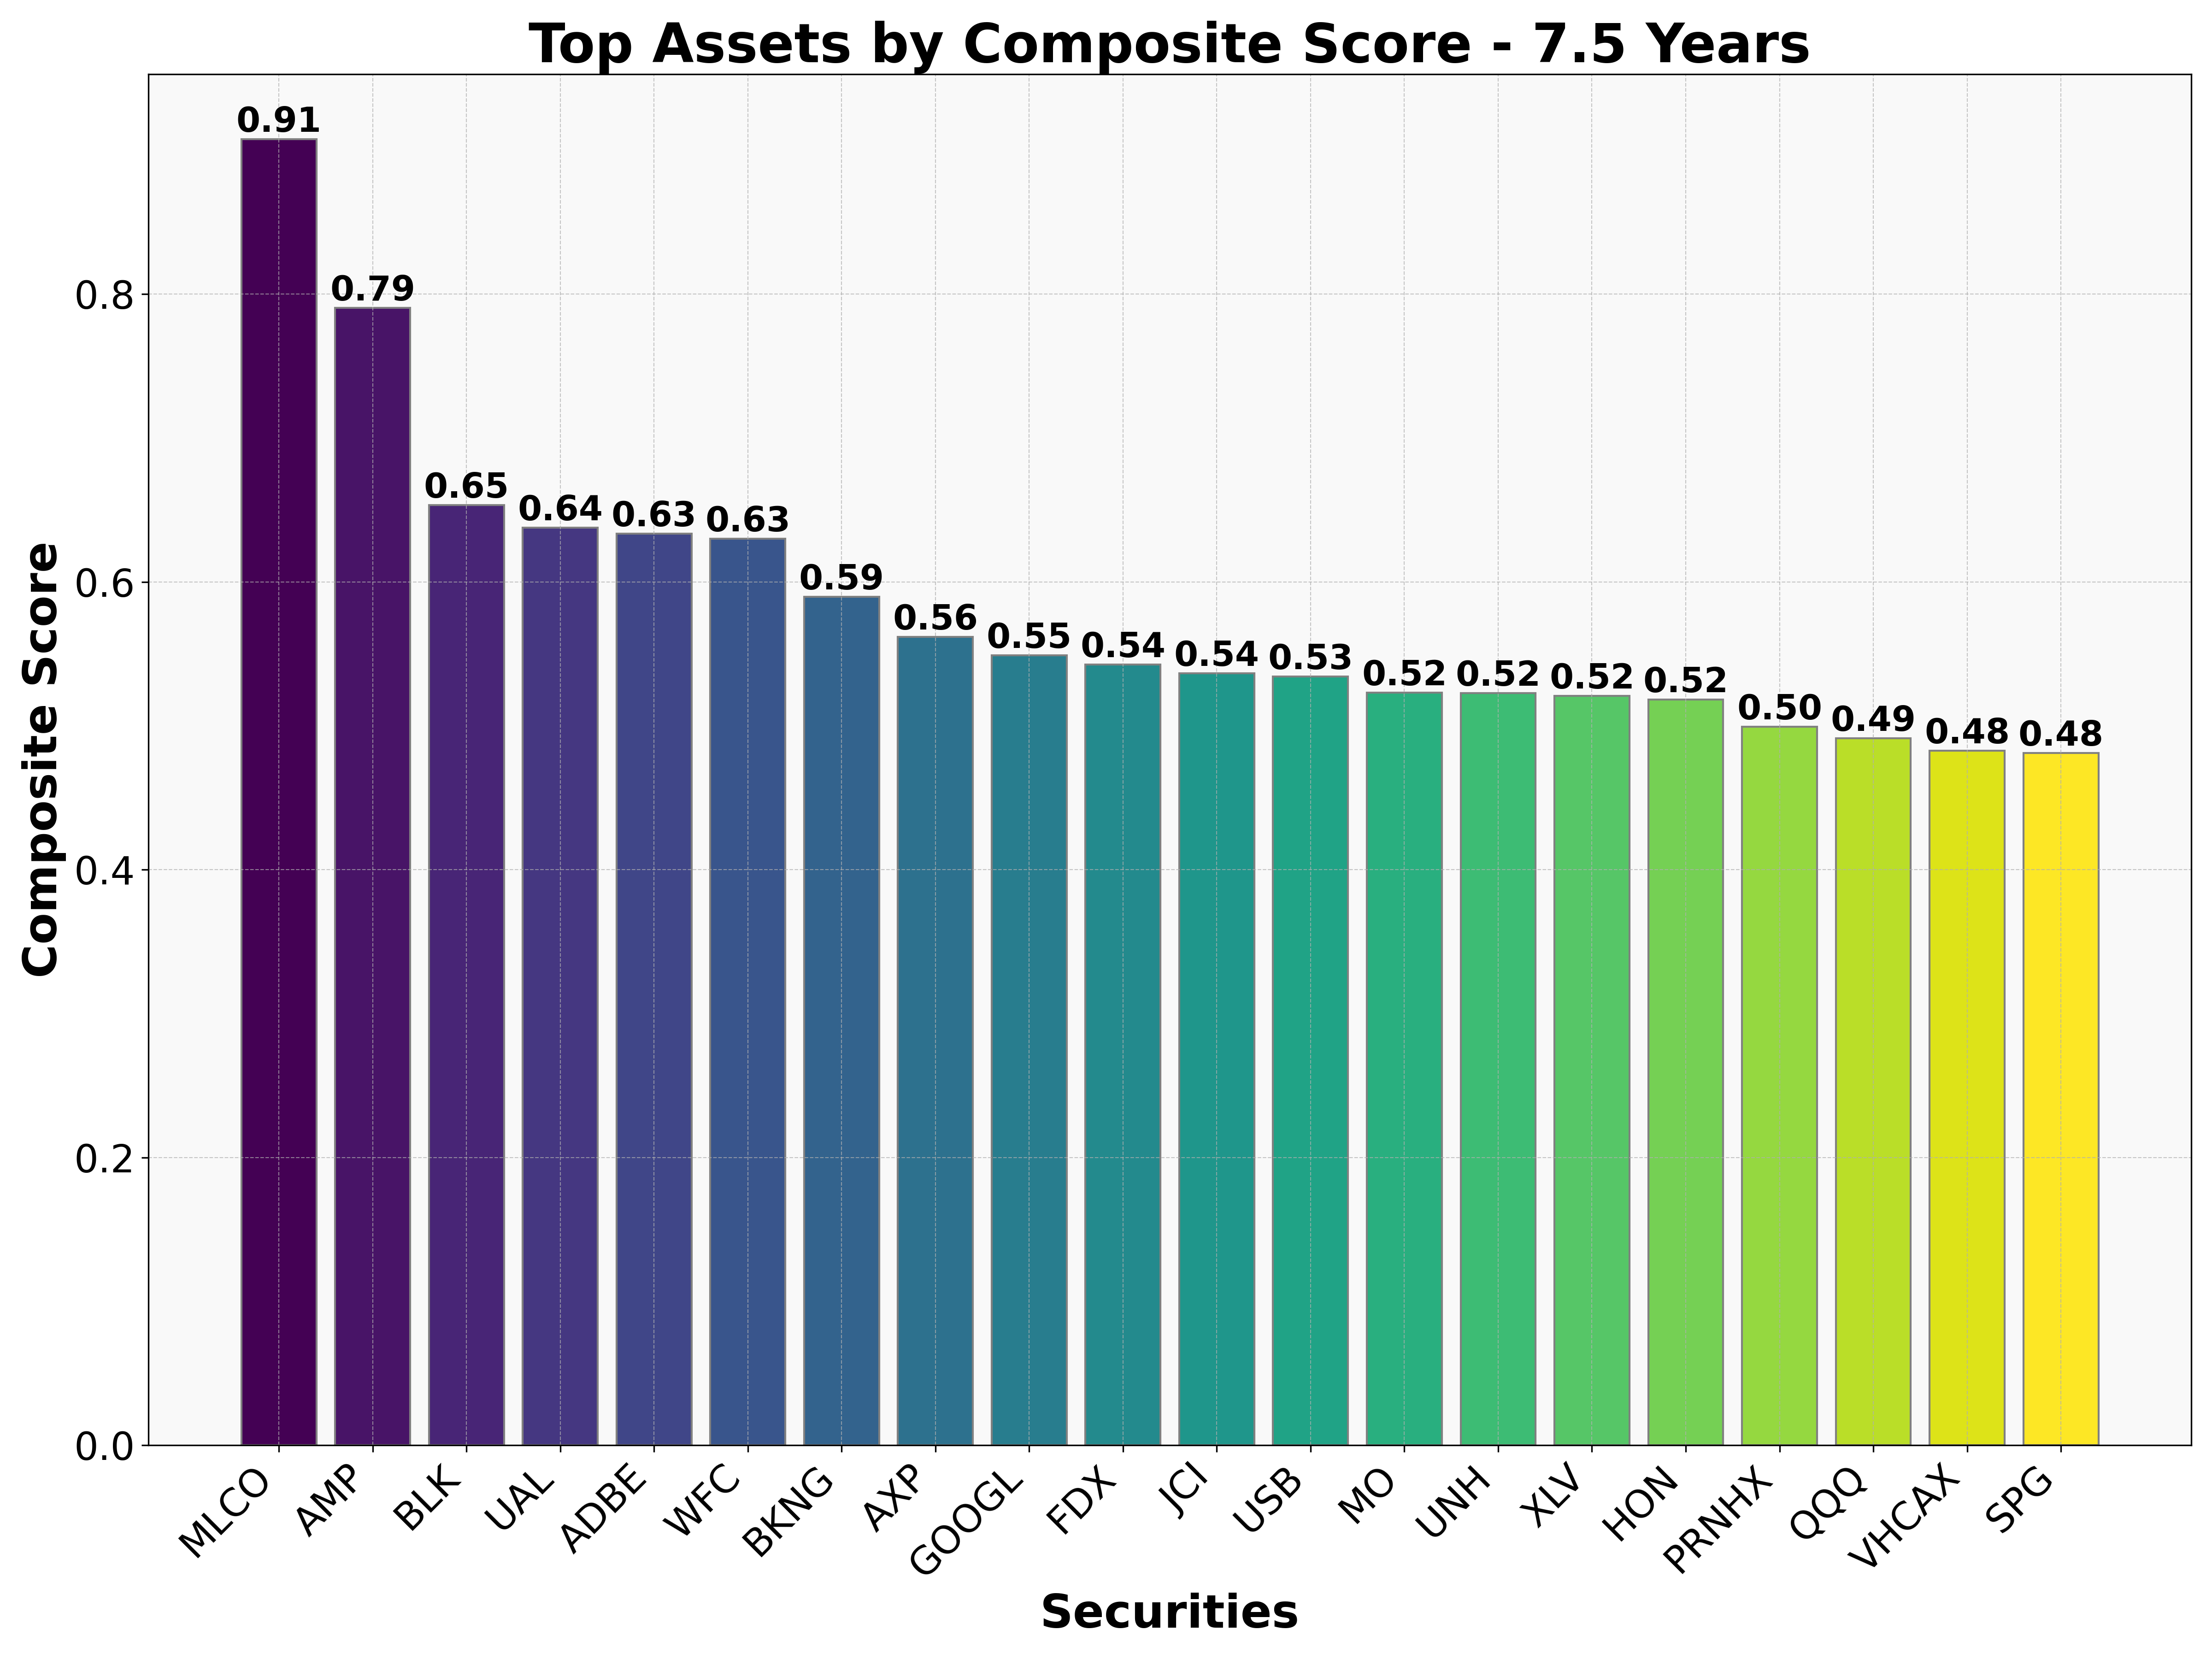 Top Assets by Composite Score - 7.5 Years
Composite Score
0.8
0.6
0.4
0.2
0.0
0.91
0.79
0.65
0.64
0.63
0.63
0.59
0.56
0.55
0.54
0.54
0.53
0.52
0.52
0.52
0.52
0.50
0.49
0.48
0.48
MLCO
AMP
BLK
UAL
ADBE
WFC
BKNG
AXP
GOOGL
FDX
JCI
USB
MO
UNH
XLV
HON
PRNHX
QQQ
VHCAX
SPG
Securities